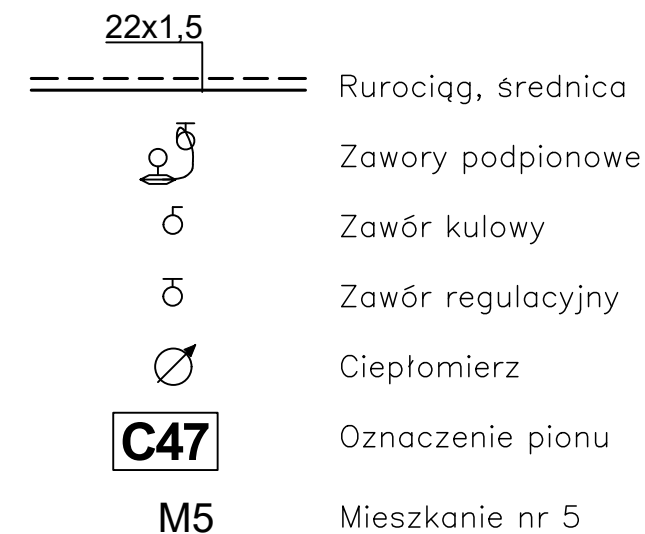 22x1,5
Rurociąg, średnica
Zawory podpionowe
Zawór kulowy
Zawór regulacyjny
Ciepłomierz
C47 Oznaczenie pionu
M5 Mieszkanie nr 5